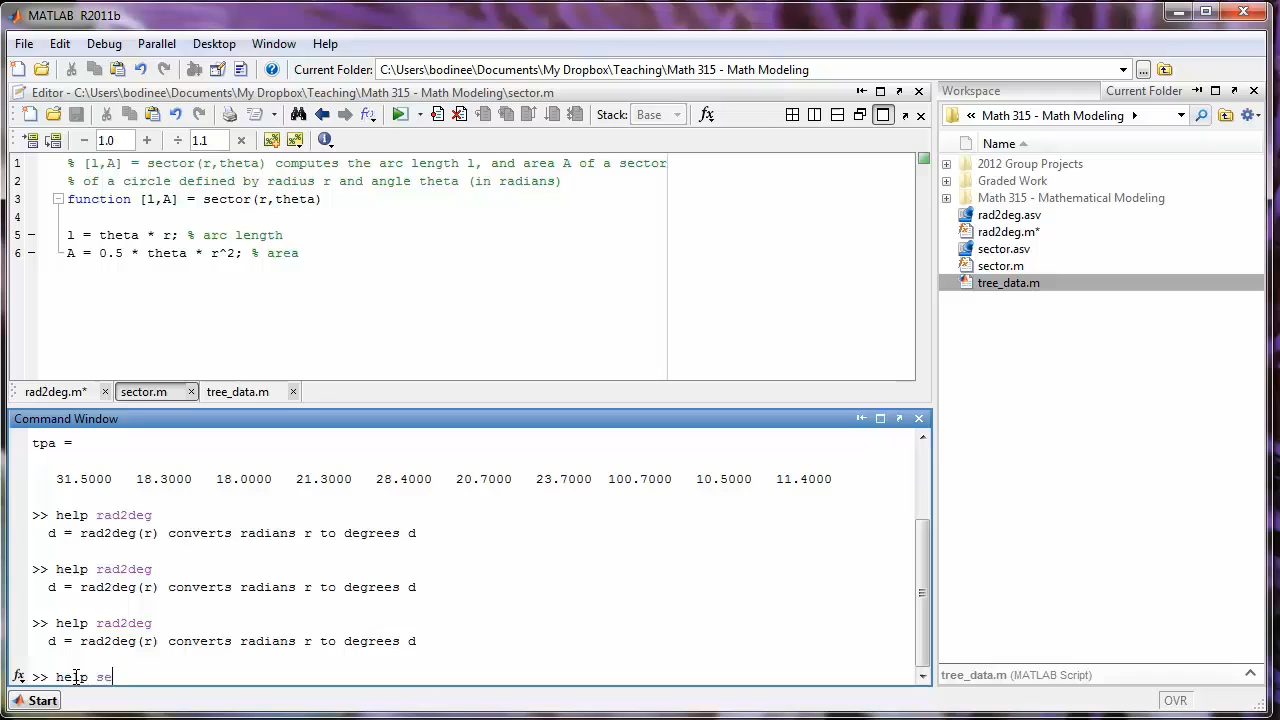 MATLAB R2011b
File Edit Debug Parallel Desktop Window Help
Current Folder: C:\Users\bodinee\Documents\My Dropbox\Teaching\Math 315 - Math Modeling ...
Editor - C:\Users\bodinee\Documents\My Dropbox\Teaching\Math 315 - Math Modeling\sector.m
Stack: Base fx
− 1.0 + ÷ 1.1 ×
1 % [l,A] = sector(r,theta) computes the arc length l, and area A of a sector
2 % of a circle defined by radius r and angle theta (in radians)
3 function [l,A] = sector(r,theta)
4
5 l = theta * r; % arc length
6 A = 0.5 * theta * r^2; % area
rad2deg.m* sector.m tree_data.m
Command Window
tpa =
31.5000 18.3000 18.0000 21.3000 28.4000 20.7000 23.7000 100.7000 10.5000 11.4000
>> help rad2deg
d = rad2deg(r) converts radians r to degrees d
>> help rad2deg
d = rad2deg(r) converts radians r to degrees d
>> help rad2deg
d = rad2deg(r) converts radians r to degrees d
fx >> help se
Workspace Current Folder
« Math 315 - Math Modeling
Name
2012 Group Projects
Graded Work
Math 315 - Mathematical Modeling
rad2deg.asv
rad2deg.m*
sector.asv
sector.m
tree_data.m
tree_data.m (MATLAB Script)
Start
OVR